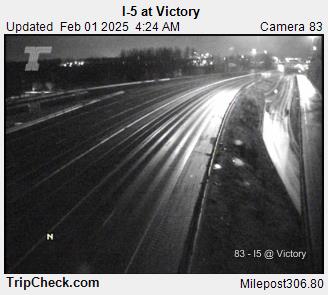 I-5 at Victory
Updated Feb 01 2025 4:24 AM
Camera 83
T
N
83 - I5 @ Victory
TripCheck.com
Milepost306.80